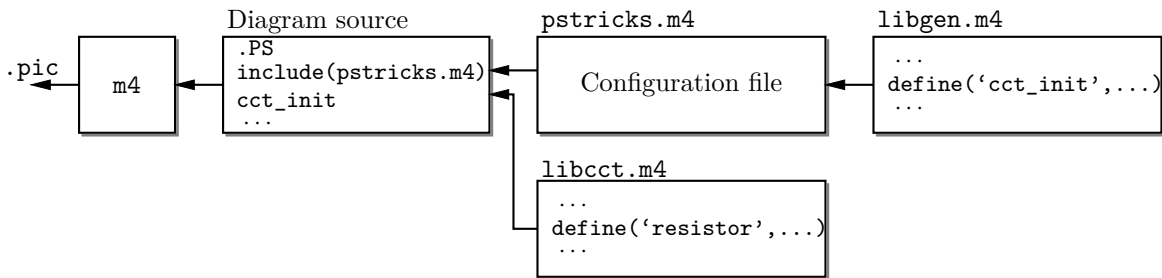 .pic
m4
Diagram source
.PS
include(pstricks.m4)
cct_init
...
pstricks.m4
Configuration file
libgen.m4
...
define(‘cct_init’,...)
...
libcct.m4
...
define(‘resistor’,...)
...